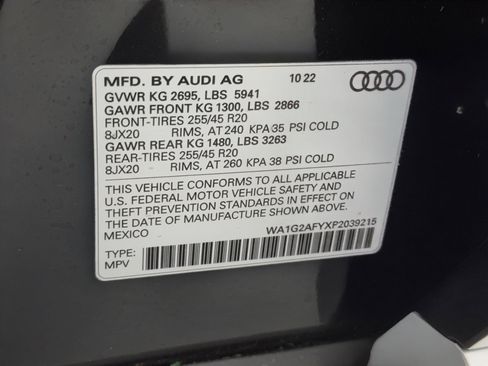 MFD. BY AUDI AG 10 22
GVWR KG 2695, LBS 5941
GAWR FRONT KG 1300, LBS 2866
FRONT-TIRES 255/45 R20
8JX20 RIMS, AT 240 KPA 35 PSI COLD
GAWR REAR KG 1480, LBS 3263
REAR-TIRES 255/45 R20
8JX20 RIMS, AT 260 KPA 38 PSI COLD
THIS VEHICLE CONFORMS TO ALL APPLICABLE
U.S. FEDERAL MOTOR VEHICLE SAFETY AND
THEFT PREVENTION STANDARDS IN EFFECT ON
THE DATE OF MANUFACTURE SHOWN ABOVE
MEXICO
WA1G2AFYXP2039215
TYPE:
MPV